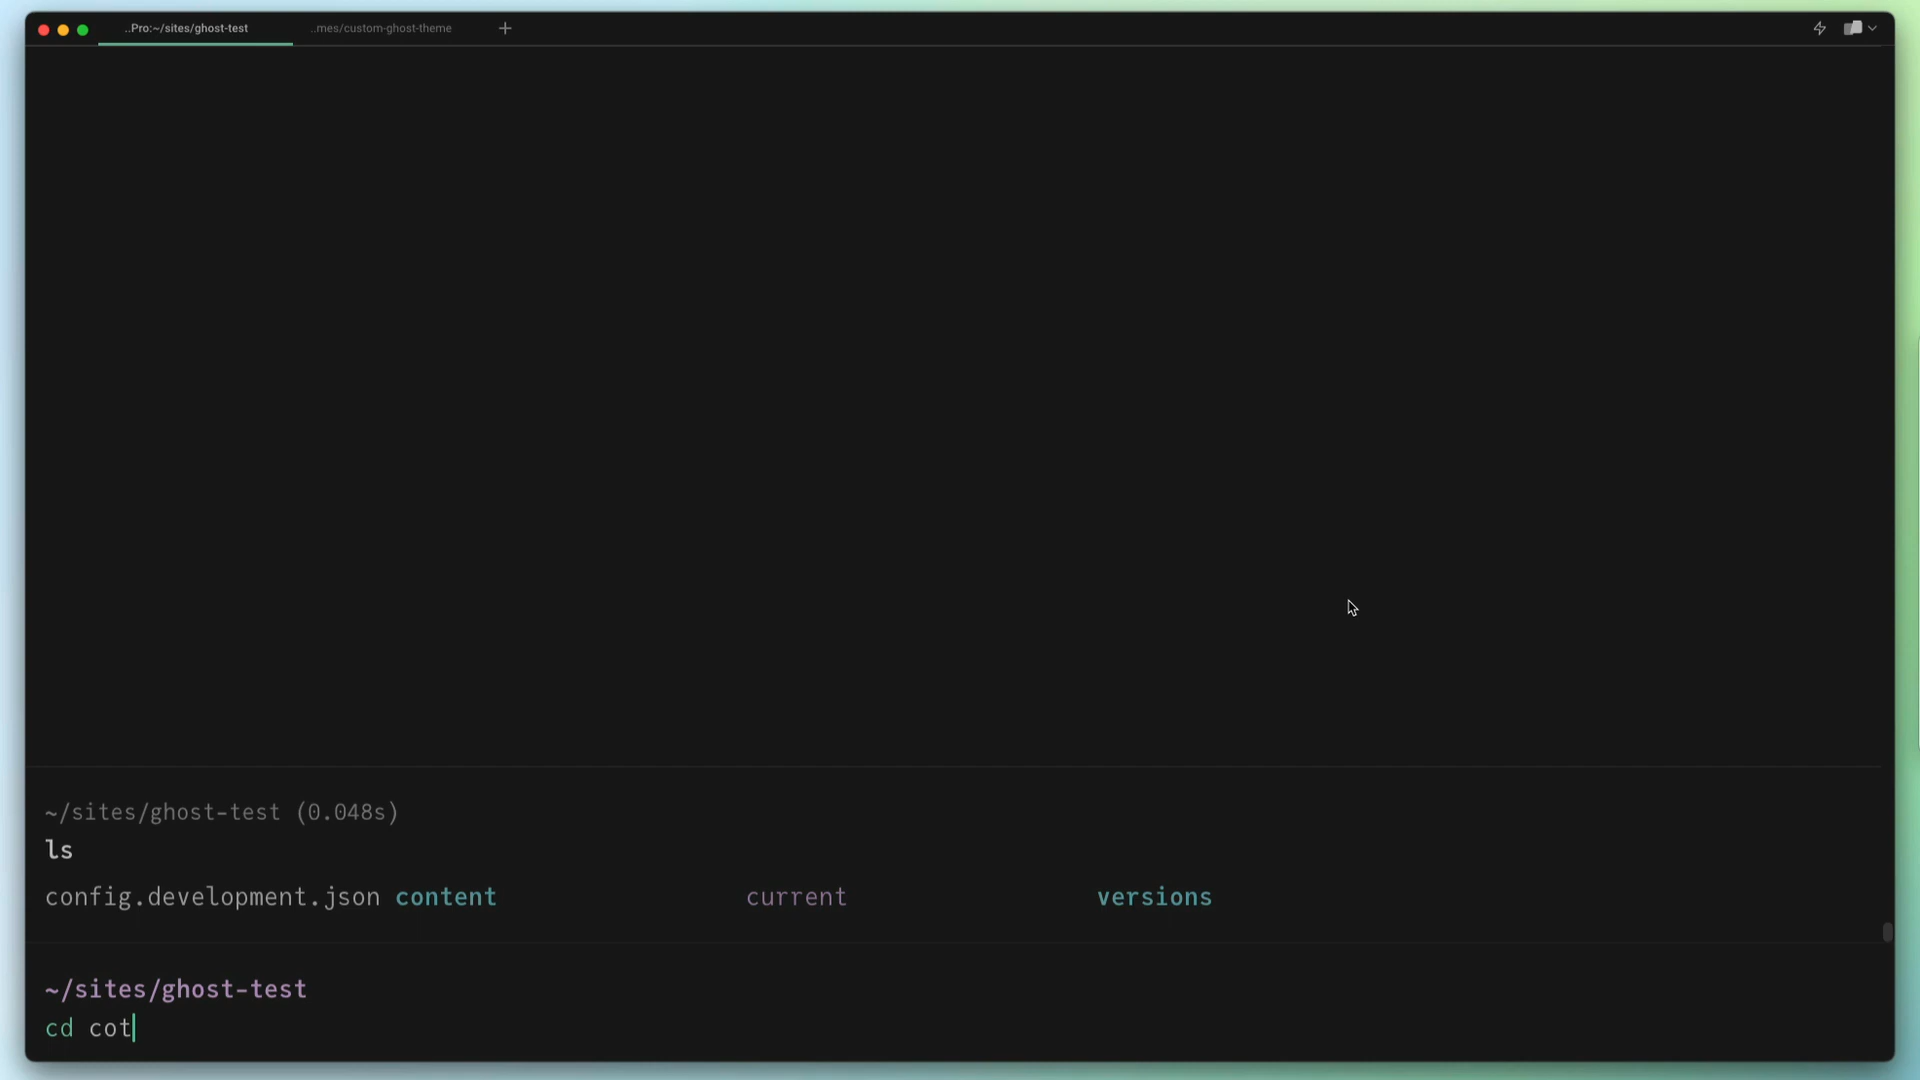 ..Pro:~/sites/ghost-test ..mes/custom-ghost-theme +
~/sites/ghost-test (0.048s)
ls
config.development.json content current versions
~/sites/ghost-test
cd cot